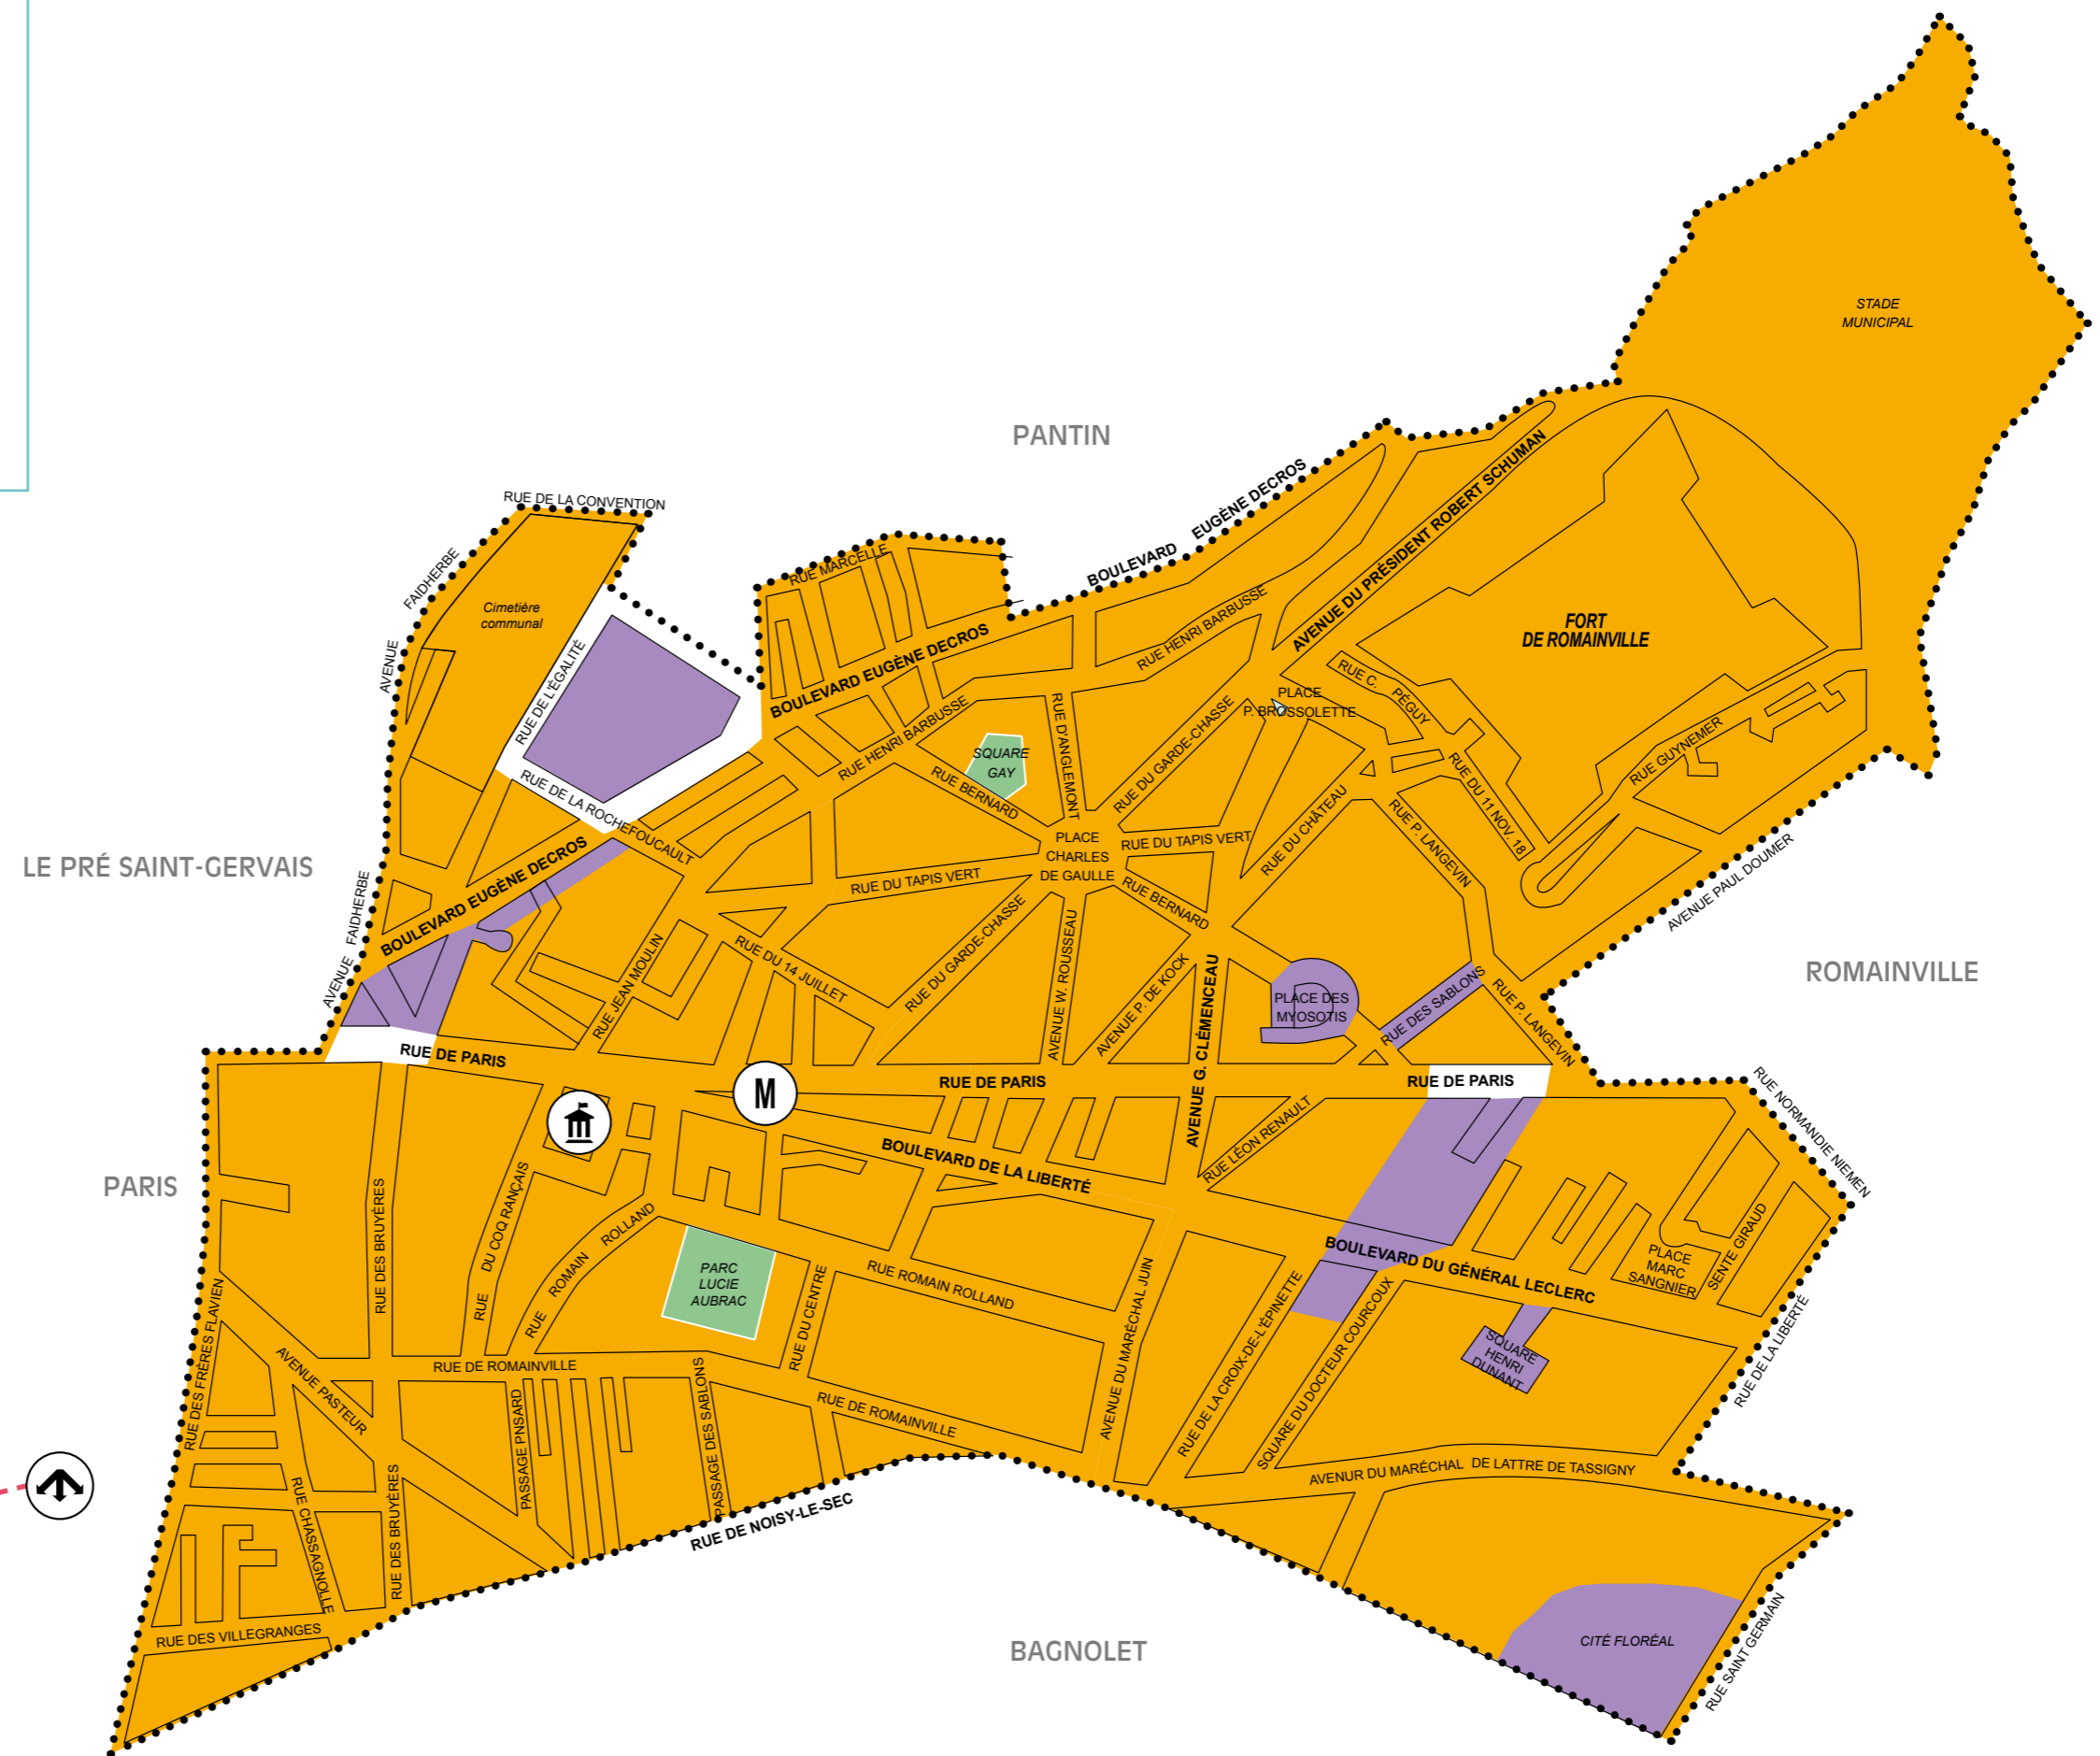 STADE
MUNICIPAL
PANTIN
EUGÈNE DECROS
BOULEVARD
AVENUE DU PRÉSIDENT ROBERT SCHUMAN
RUE DE LA CONVENTION
FAIDHERBE
AVENUE
RUE MARCELLE
Cimetière
communal
RUE DE L'ÉGALITÉ
BOULEVARD EUGÈNE DECROS
RUE HENRI BARBUSSE
FORT
DE ROMAINVILLE
RUE C. PÉGUY
PLACE
P. BROSSOLETTE
RUE D'ANGLEMONT
RUE HENRI BARBUSSE
SQUARE
GAY
RUE BERNARD
RUE DU GARDE-CHASSE
RUE GUYNEMER
RUE DU 11 NOV. 18
RUE DE LA ROCHEFOUCAULT
RUE DU CHÂTEAU
RUE P. LANGEVIN
PLACE
CHARLES
DE GAULLE
RUE DU TAPIS VERT
RUE DU TAPIS VERT
RUE BERNARD
AVENUE PAUL DOUMER
LE PRÉ SAINT-GERVAIS
BOULEVARD EUGÈNE DECROS
AVENUE FAIDHERBE
RUE JEAN MOULIN
RUE DU 14 JUILLET
RUE DU GARDE-CHASSE
AVENUE W. ROUSSEAU
AVENUE P. DE KOCK
AVENUE G. CLÉMENCEAU
PLACE DES
MYOSOTIS
RUE DES SABLONS
RUE P. LANGEVIN
ROMAINVILLE
RUE DE PARIS
M
RUE DE PARIS
RUE DE PARIS
RUE NORMANDIE NIEMEN
RUE LÉON RENAULT
BOULEVARD DE LA LIBERTÉ
PARIS
RUE DES BRUYÈRES
RUE DU COQ RANÇAIS
RUE ROMAIN ROLLAND
PARC
LUCIE
AUBRAC
RUE DU CENTRE
RUE ROMAIN ROLLAND
AVENUE DU MARÉCHAL JUIN
BOULEVARD DU GÉNÉRAL LECLERC
PLACE
MARC
SANGNIER
SENTE GIRAUD
RUE DE LA LIBERTÉ
RUE DES FRÈRES FLAVIEN
AVENUE PASTEUR
RUE DE ROMAINVILLE
PASSAGE PNSARD
PASSAGE DES SABLONS
RUE DE ROMAINVILLE
RUE DE LA CROIX-DE-L'ÉPINETTE
SQUARE DU DOCTEUR COURCOUX
SQUARE
HENRI
DUNANT
AVENUR DU MARÉCHAL DE LATTRE DE TASSIGNY
RUE CHASSAGNOLLE
RUE DES BRUYÈRES
RUE DE NOISY-LE-SEC
RUE DES VILLEGRANGES
BAGNOLET
CITÉ FLORÉAL
RUE SAINT GERMAIN